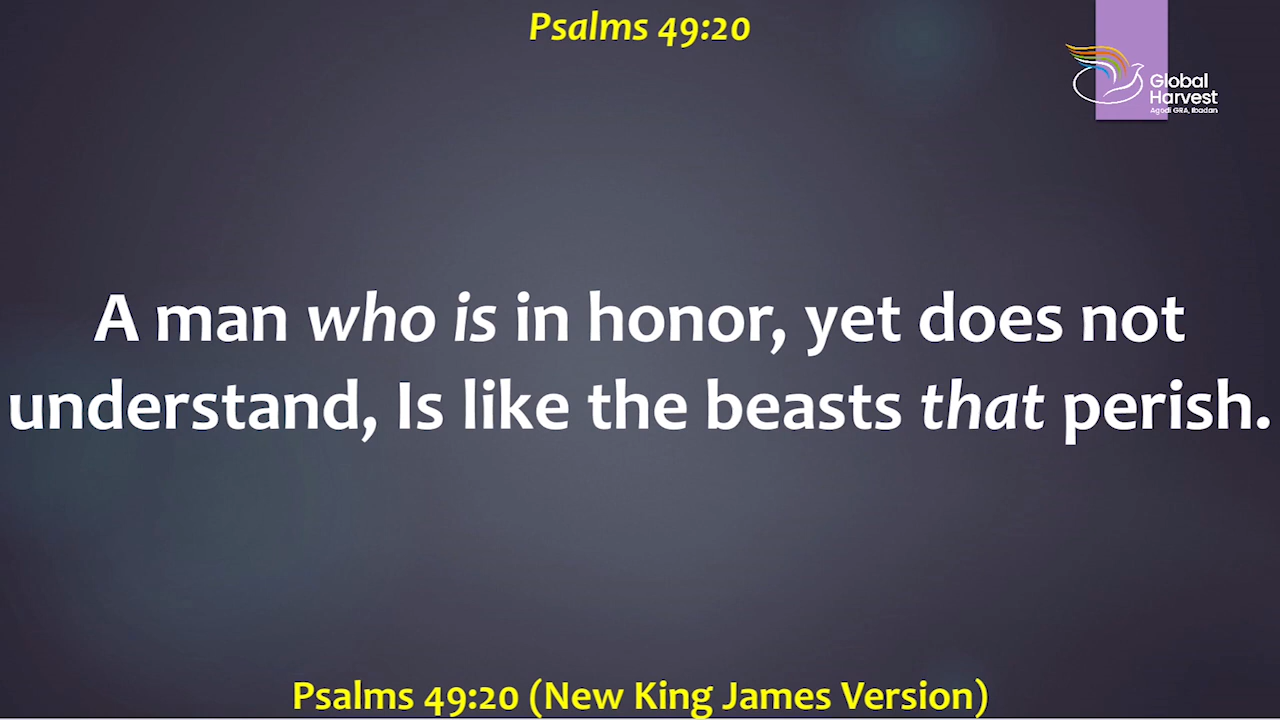 Psalms 49:20
Global
Harvest
Agodi GRA, Ibadan
A man who is in honor, yet does not
understand, Is like the beasts that perish.
Psalms 49:20 (New King James Version)